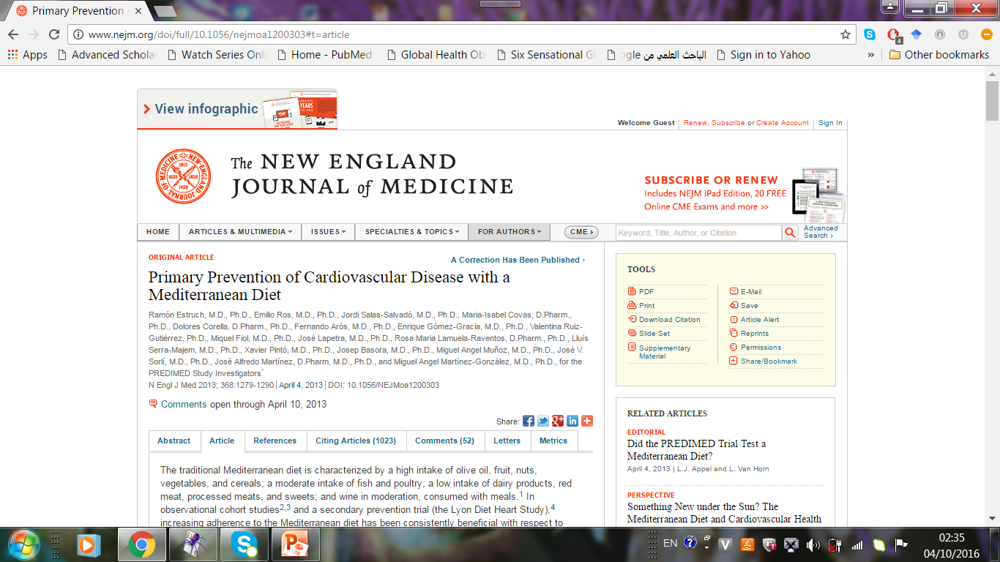 Primary Prevention
www.nejm.org/doi/full/10.1056/nejmoa1200303#t=article
4
Apps
Advanced Schola
Watch Series Onli
Home - PubMed
Global Health Ob
Six Sensational Gl
الباحث العلمي من ogle
Sign in to Yahoo
»
Other bookmarks
View infographic
Welcome Guest
Renew, Subscribe or Create Account
Sign In
The NEW ENGLAND
JOURNAL of MEDICINE
SUBSCRIBE OR RENEW
Includes NEJM iPad Edition, 20 FREE
Online CME Exams and more >>
HOME
ARTICLES & MULTIMEDIA
ISSUES
SPECIALTIES & TOPICS
FOR AUTHORS
CME
Keyword, Title, Author, or Citation
Advanced
Search
ORIGINAL ARTICLE
A Correction Has Been Published
Primary Prevention of Cardiovascular Disease with a
Mediterranean Diet
Ramón Estruch, M.D., Ph.D., Emilio Ros, M.D., Ph.D., Jordi Salas-Salvadó, M.D., Ph.D., Maria-Isabel Covas, D.Pharm.,
Ph.D., Dolores Corella, D.Pharm., Ph.D., Fernando Arós, M.D., Ph.D., Enrique Gómez-Gracia, M.D., Ph.D., Valentina Ruiz-
Gutiérrez, Ph.D., Miquel Fiol, M.D., Ph.D., José Lapetra, M.D., Ph.D., Rosa Maria Lamuela-Raventos, D.Pharm., Ph.D., Lluís
Serra-Majem, M.D., Ph.D., Xavier Pintó, M.D., Ph.D., Josep Basora, M.D., Ph.D., Miguel Angel Muñoz, M.D., Ph.D., José V.
Sorlí, M.D., Ph.D., José Alfredo Martínez, D.Pharm, M.D., Ph.D., and Miguel Angel Martínez-González, M.D., Ph.D., for the
PREDIMED Study Investigators*
N Engl J Med 2013; 368:1279-1290 | April 4, 2013 | DOI: 10.1056/NEJMoa1200303
Comments open through April 10, 2013
Share:
Abstract
Article
References
Citing Articles (1023)
Comments (52)
Letters
Metrics
The traditional Mediterranean diet is characterized by a high intake of olive oil, fruit, nuts,
vegetables, and cereals; a moderate intake of fish and poultry; a low intake of dairy products, red
meat, processed meats, and sweets; and wine in moderation, consumed with meals.1 In
observational cohort studies2,3 and a secondary prevention trial (the Lyon Diet Heart Study),4
increasing adherence to the Mediterranean diet has been consistently beneficial with respect to
TOOLS
PDF
Print
Download Citation
Slide Set
Supplementary
Material
E-Mail
Save
Article Alert
Reprints
Permissions
Share/Bookmark
RELATED ARTICLES
EDITORIAL
Did the PREDIMED Trial Test a
Mediterranean Diet?
April 4, 2013 | L.J. Appel and L. Van Horn
PERSPECTIVE
Something New under the Sun? The
Mediterranean Diet and Cardiovascular Health
EN
02:35
04/10/2016